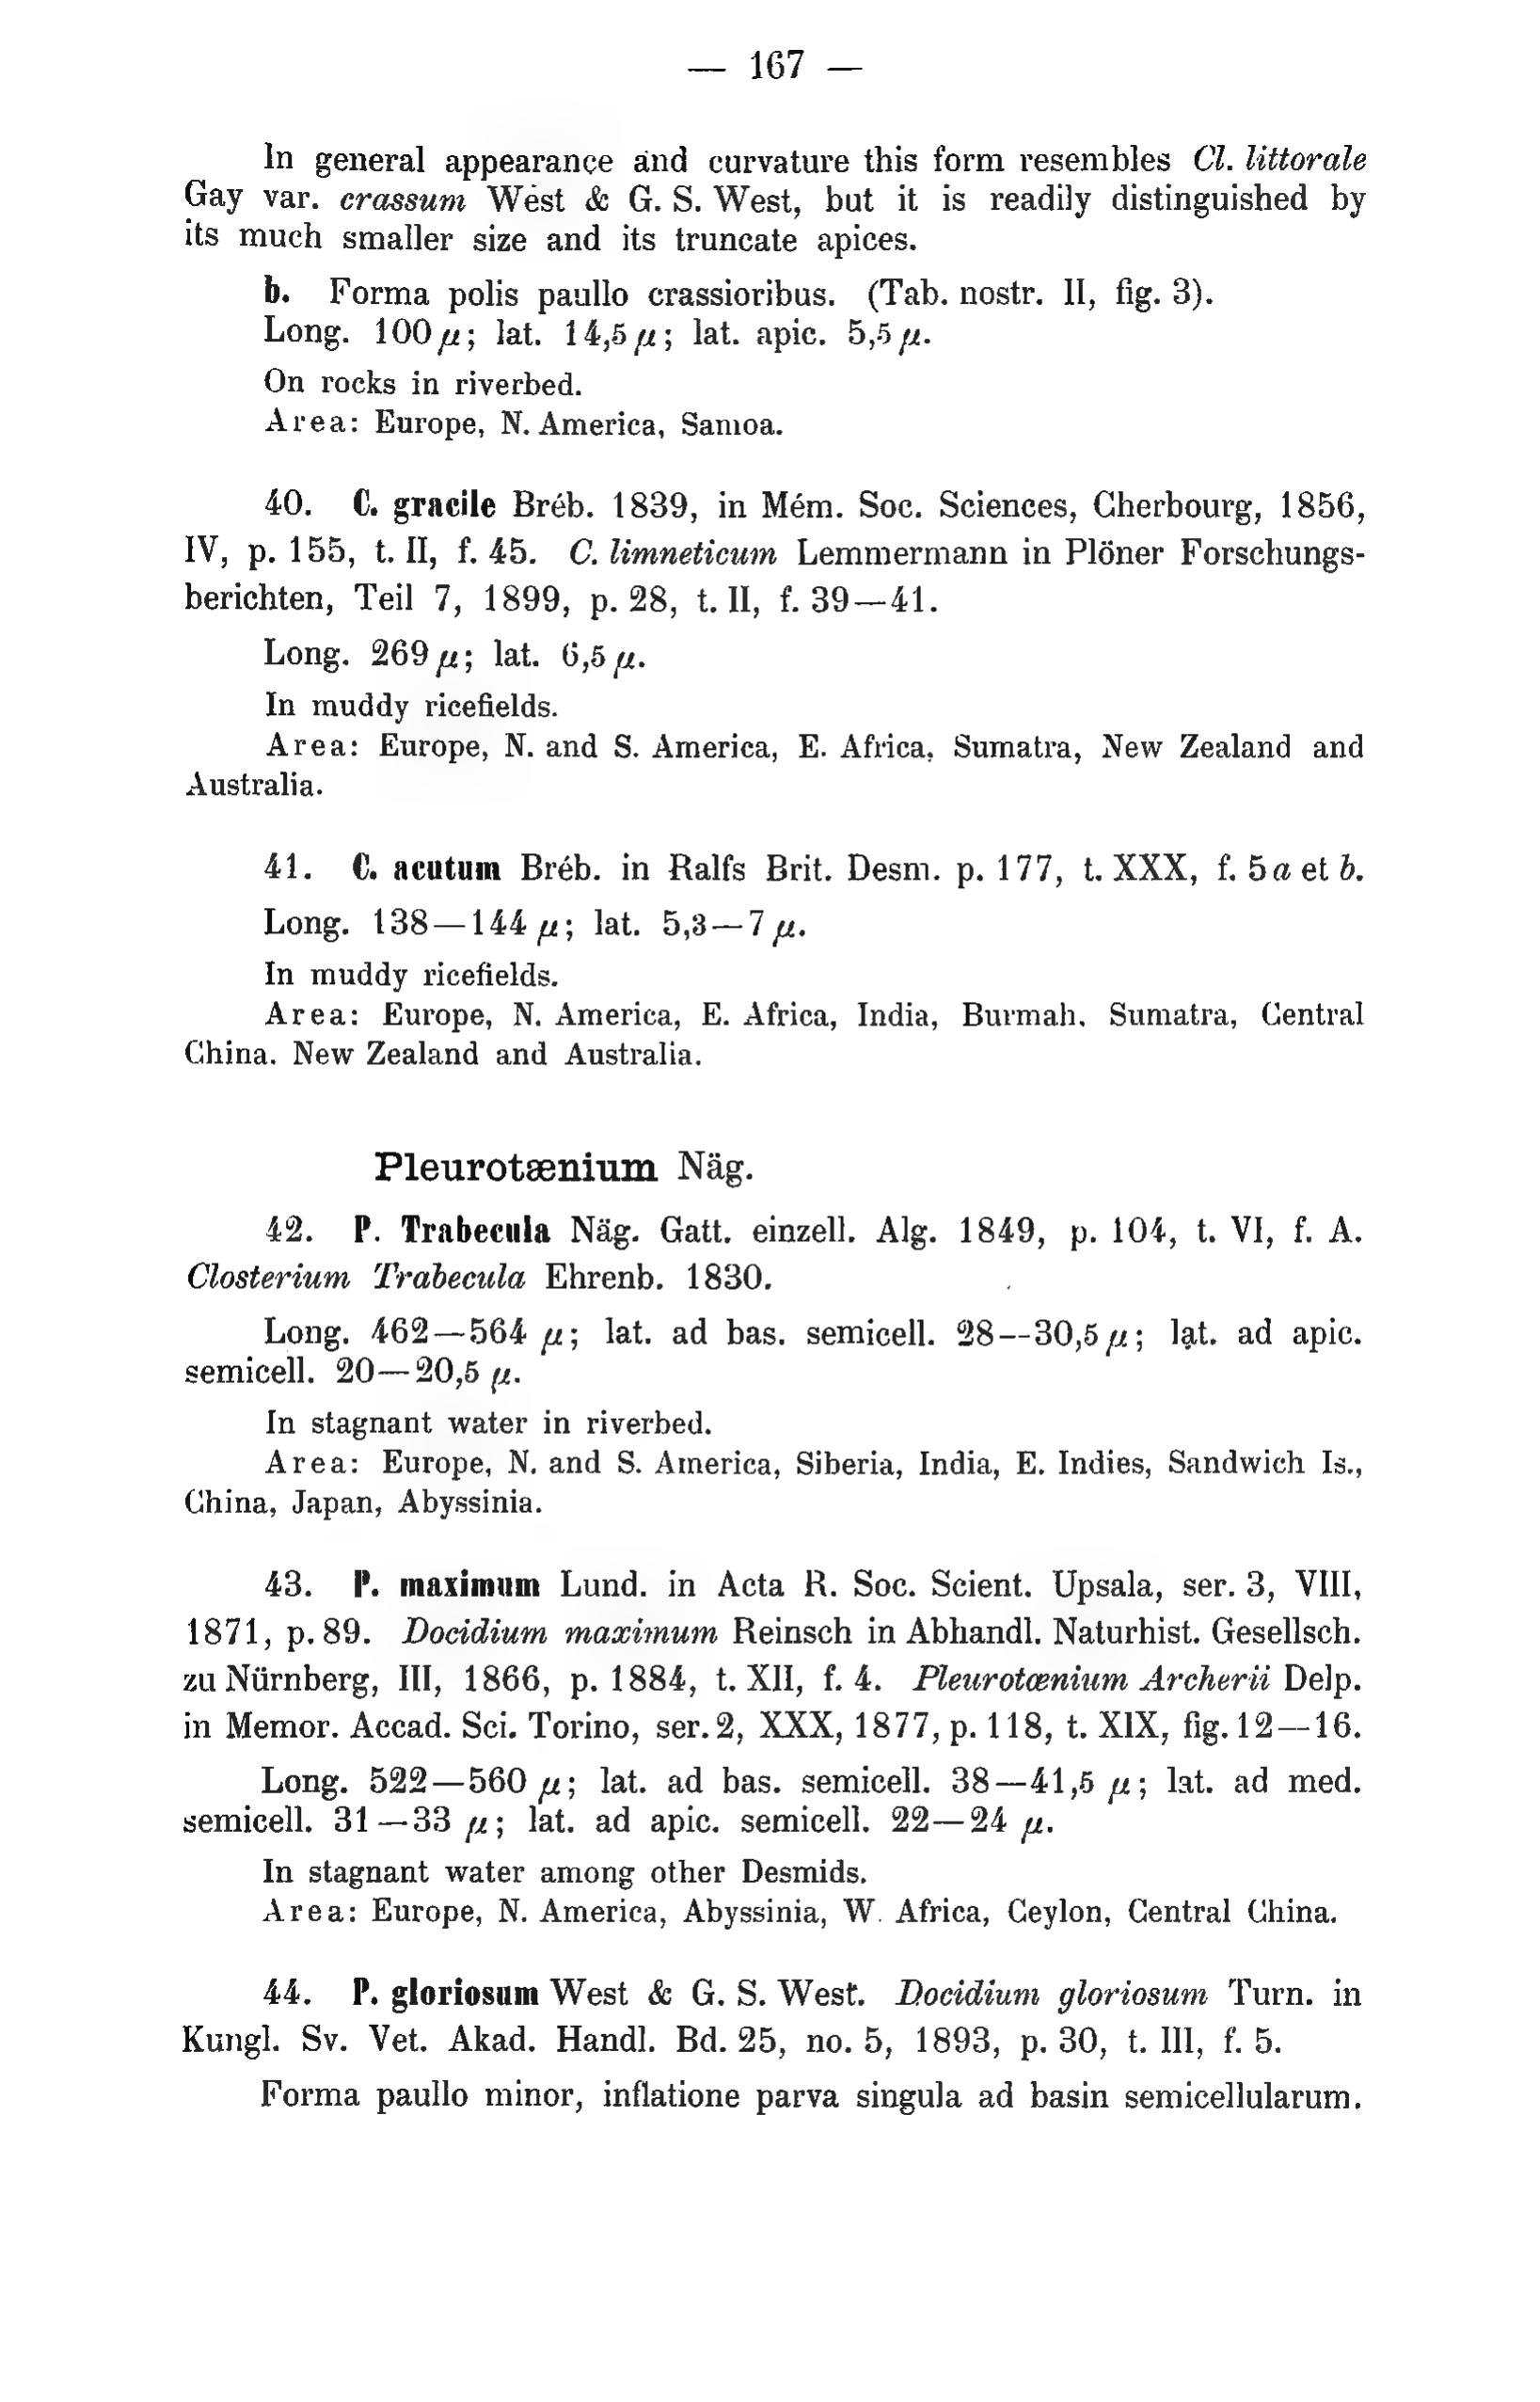 — 167 —
In general appearance and curvature this form resembles Cl. littorale
Gay var. crassum West & G. S. West, but it is readily distinguished by
its much smaller size and its truncate apices.
b. Forma polis paullo crassioribus. (Tab. nostr. II, fig. 3).
Long. 100 µ; lat. 14,5 µ; lat. apic. 5,5 µ.
On rocks in riverbed.
Area: Europe, N. America, Samoa.
40. C. gracile Bréb. 1839, in Mém. Soc. Sciences, Cherbourg, 1856,
IV, p. 155, t. II, f. 45. C. limneticum Lemmermann in Plöner Forschungs-
berichten, Teil 7, 1899, p. 28, t. II, f. 39—41.
Long. 269 µ; lat. 6,5 µ.
In muddy ricefields.
Area: Europe, N. and S. America, E. Africa, Sumatra, New Zealand and
Australia.
41. C. acutum Bréb. in Ralfs Brit. Desm. p. 177, t. XXX, f. 5 a et b.
Long. 138—144 µ; lat. 5,3—7 µ.
In muddy ricefields.
Area: Europe, N. America, E. Africa, India, Burmah, Sumatra, Central
China. New Zealand and Australia.
Pleurotænium Näg.
42. P. Trabecula Näg. Gatt. einzell. Alg. 1849, p. 104, t. VI, f. A.
Closterium Trabecula Ehrenb. 1830.
Long. 462—564 µ; lat. ad bas. semicell. 28—30,5 µ; lat. ad apic.
semicell. 20—20,5 µ.
In stagnant water in riverbed.
Area: Europe, N. and S. America, Siberia, India, E. Indies, Sandwich Is.,
China, Japan, Abyssinia.
43. P. maximum Lund. in Acta R. Soc. Scient. Upsala, ser. 3, VIII,
1871, p. 89. Docidium maximum Reinsch in Abhandl. Naturhist. Gesellsch.
zu Nürnberg, III, 1866, p. 1884, t. XII, f. 4. Pleurotænium Archerii Delp.
in Memor. Accad. Sci. Torino, ser. 2, XXX, 1877, p. 118, t. XIX, fig. 12—16.
Long. 522—560 µ; lat. ad bas. semicell. 38—41,5 µ; lat. ad med.
semicell. 31—33 µ; lat. ad apic. semicell. 22—24 µ.
In stagnant water among other Desmids.
Area: Europe, N. America, Abyssinia, W. Africa, Ceylon, Central China.
44. P. gloriosum West & G. S. West. Docidium gloriosum Turn. in
Kungl. Sv. Vet. Akad. Handl. Bd. 25, no. 5, 1893, p. 30, t. III, f. 5.
Forma paullo minor, inflatione parva singula ad basin semicellularum.